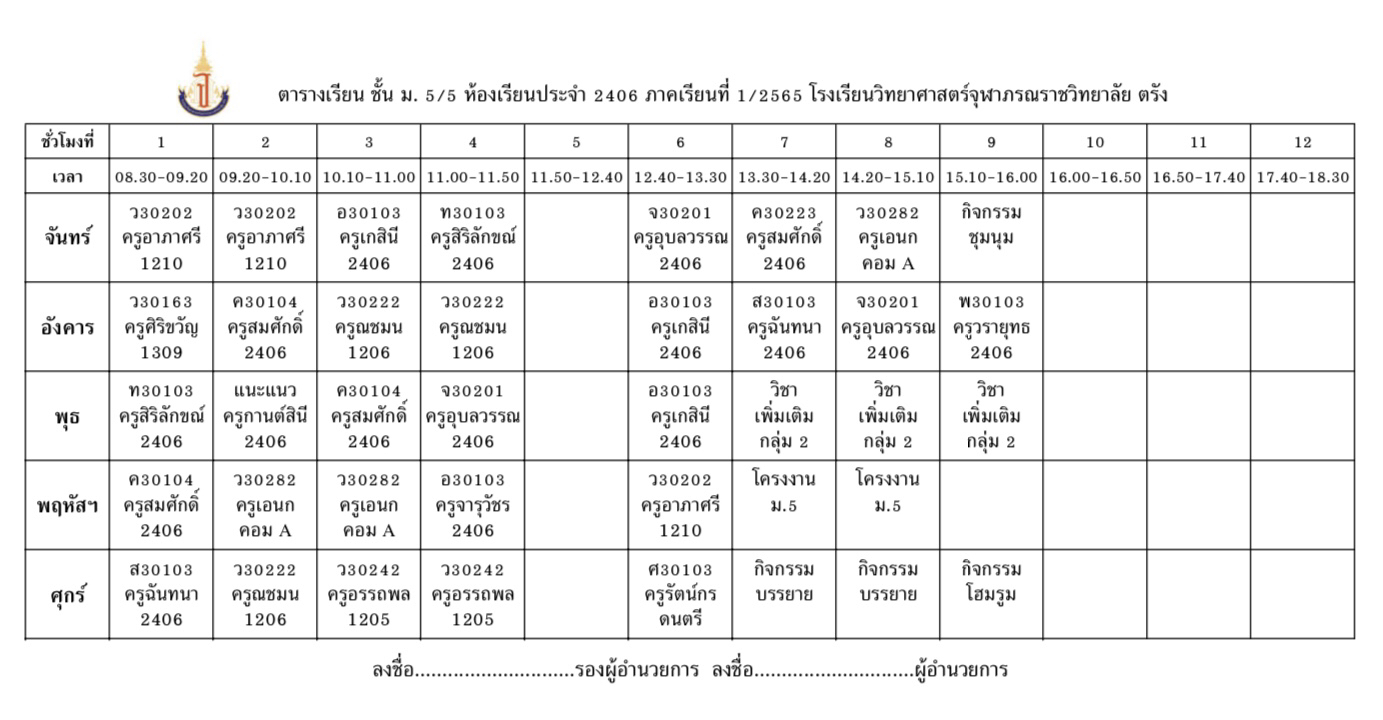 ตารางเรียน ชั้น ม. 5/5 ห้องเรียนประจำ 2406 ภาคเรียนที่ 1/2565 โรงเรียนวิทยาศาสตร์จุฬาภรณราชวิทยาลัย ตรัง
ชั่วโมงที่ 1 2 3 4 5 6 7 8 9 10 11 12
เวลา 08.30-09.20 09.20-10.10 10.10-11.00 11.00-11.50 11.50-12.40 12.40-13.30 13.30-14.20 14.20-15.10 15.10-16.00 16.00-16.50 16.50-17.40 17.40-18.30
ว30202 ว30202 อ30103 ท30103 จ30201 ค30223 ว30282 กิจกรรม
จันทร์ ครูอาภาศรี ครูอาภาศรี ครูเกสินี ครูสิริลักขณ์ ครูอุบลวรรณ ครูสมศักดิ์ ครูเอนก ชุมนุม
1210 1210 2406 2406 2406 2406 คอม A
ว30163 ค30104 ว30222 ว30222 อ30103 ส30103 จ30201 พ30103
อังคาร ครูศิริขวัญ ครูสมศักดิ์ ครูณชมน ครูณชมน ครูเกสินี ครูฉันทนา ครูอุบลวรรณ ครูวรายุทธ
1309 2406 1206 1206 2406 2406 2406 2406
ท30103 แนะแนว ค30104 จ30201 อ30103 วิชา วิชา วิชา
พุธ ครูสิริลักขณ์ ครูกานต์สินี ครูสมศักดิ์ ครูอุบลวรรณ ครูเกสินี เพิ่มเติม เพิ่มเติม เพิ่มเติม
2406 2406 2406 2406 2406 กลุ่ม 2 กลุ่ม 2 กลุ่ม 2
ค30104 ว30282 ว30282 อ30103 ว30202 โครงงาน โครงงาน
พฤหัสฯ ครูสมศักดิ์ ครูเอนก ครูเอนก ครูจารุวัชร ครูอาภาศรี ม.5 ม.5
2406 คอม A คอม A 2406 1210
ส30103 ว30222 ว30242 ว30242 ศ30103 กิจกรรม กิจกรรม กิจกรรม
ศุกร์ ครูฉันทนา ครูณชมน ครูอรรถพล ครูอรรถพล ครูรัตน์กร บรรยาย บรรยาย โฮมรูม
2406 1206 1205 1205 ดนตรี
ลงชื่อ.............................รองผู้อำนวยการ ลงชื่อ.............................ผู้อำนวยการ